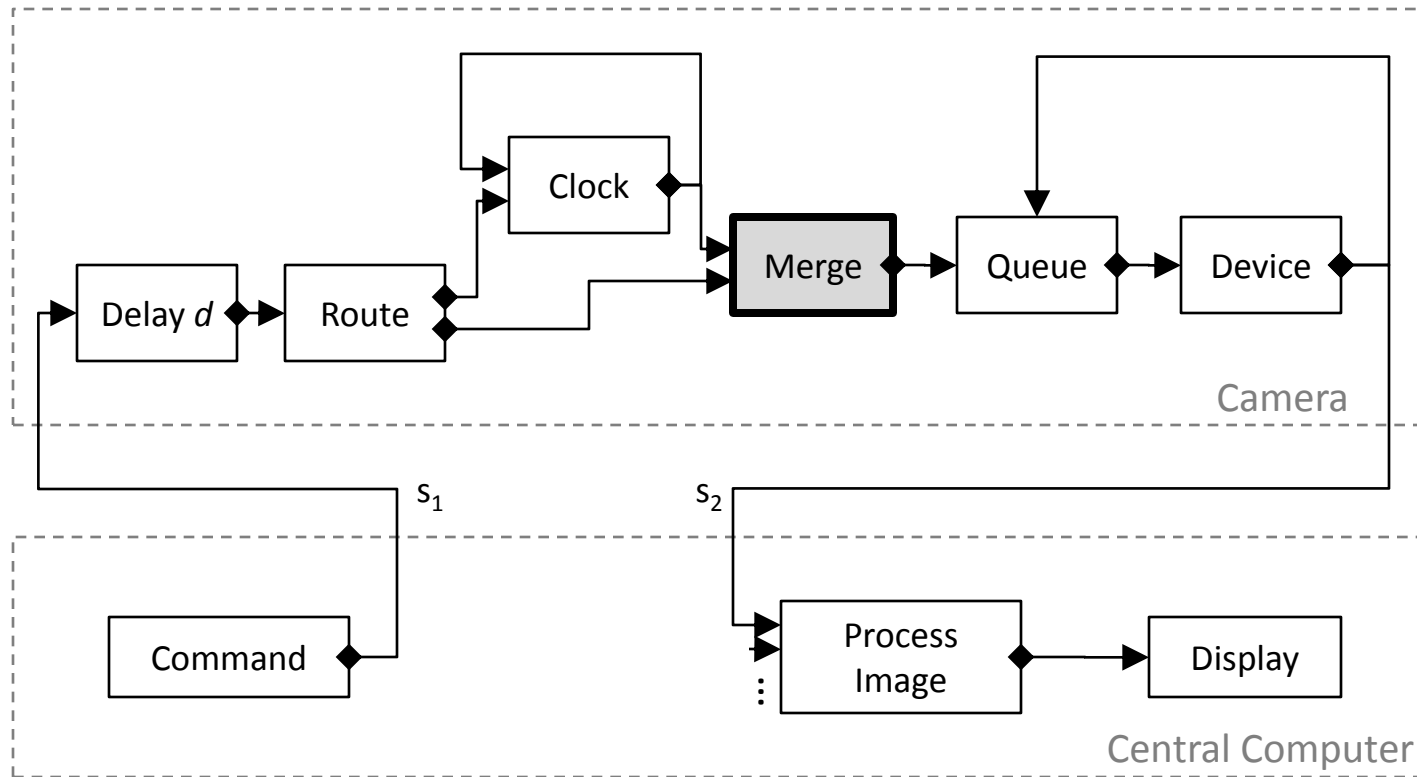 Clock
Merge
Queue
Device
Delay d
Route
Camera
s1
s2
Command
Process
Image
Display
...
Central Computer